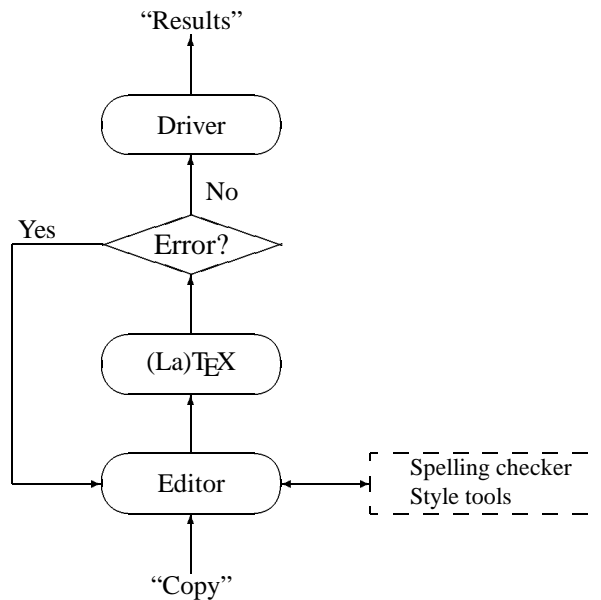 “Results”
Driver
No
Yes
Error?
(La)TEX
Spelling checker
Editor
Style tools
“Copy”